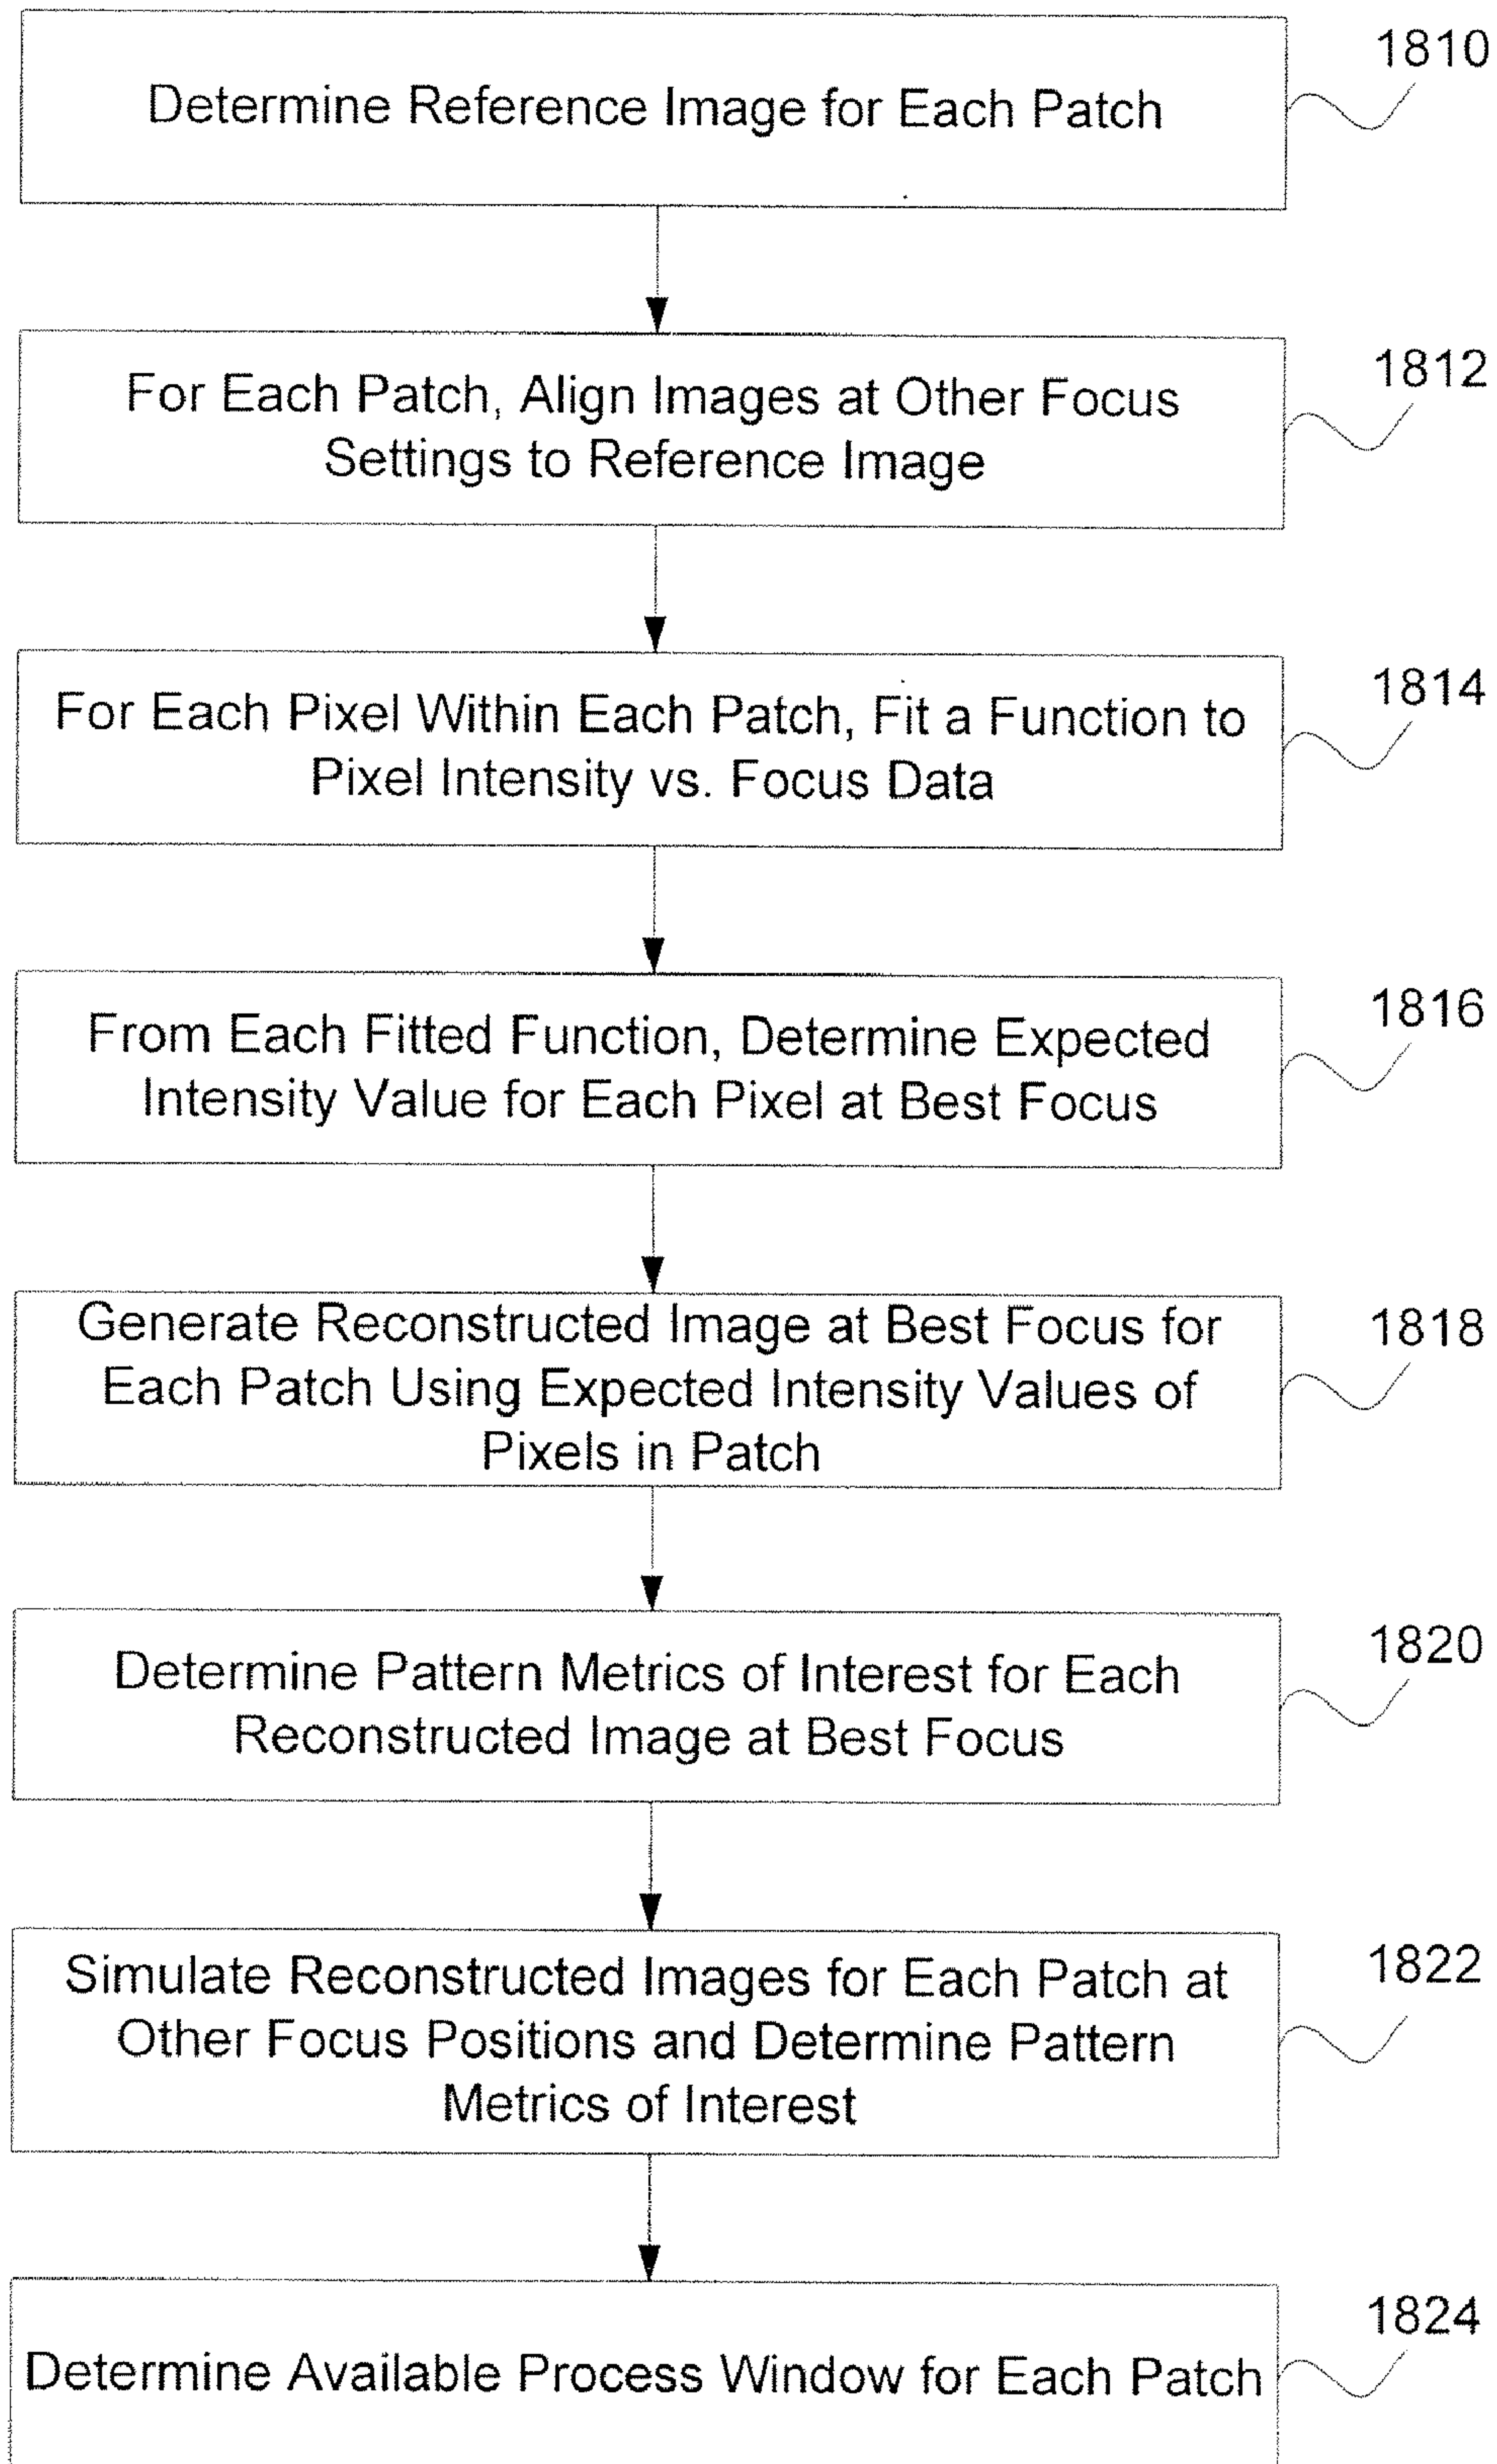 1810
Determine Reference Image for Each Patch
1812
For Each Patch, Align Images at Other Focus
Settings to Reference Image
1814
For Each Pixel Within Each Patch, Fit a Function to
Pixel Intensity vs. Focus Data
1816
From Each Fitted Function, Determine Expected
Intensity Value for Each Pixel at Best Focus
1818
Generate Reconstructed Image at Best Focus for
Each Patch Using Expected Intensity Values of
Pixels in Patch
1820
Determine Pattern Metrics of Interest for Each
Reconstructed Image at Best Focus
1822
Simulate Reconstructed Images for Each Patch at
Other Focus Positions and Determine Pattern
Metrics of Interest
1824
Determine Available Process Window for Each Patch